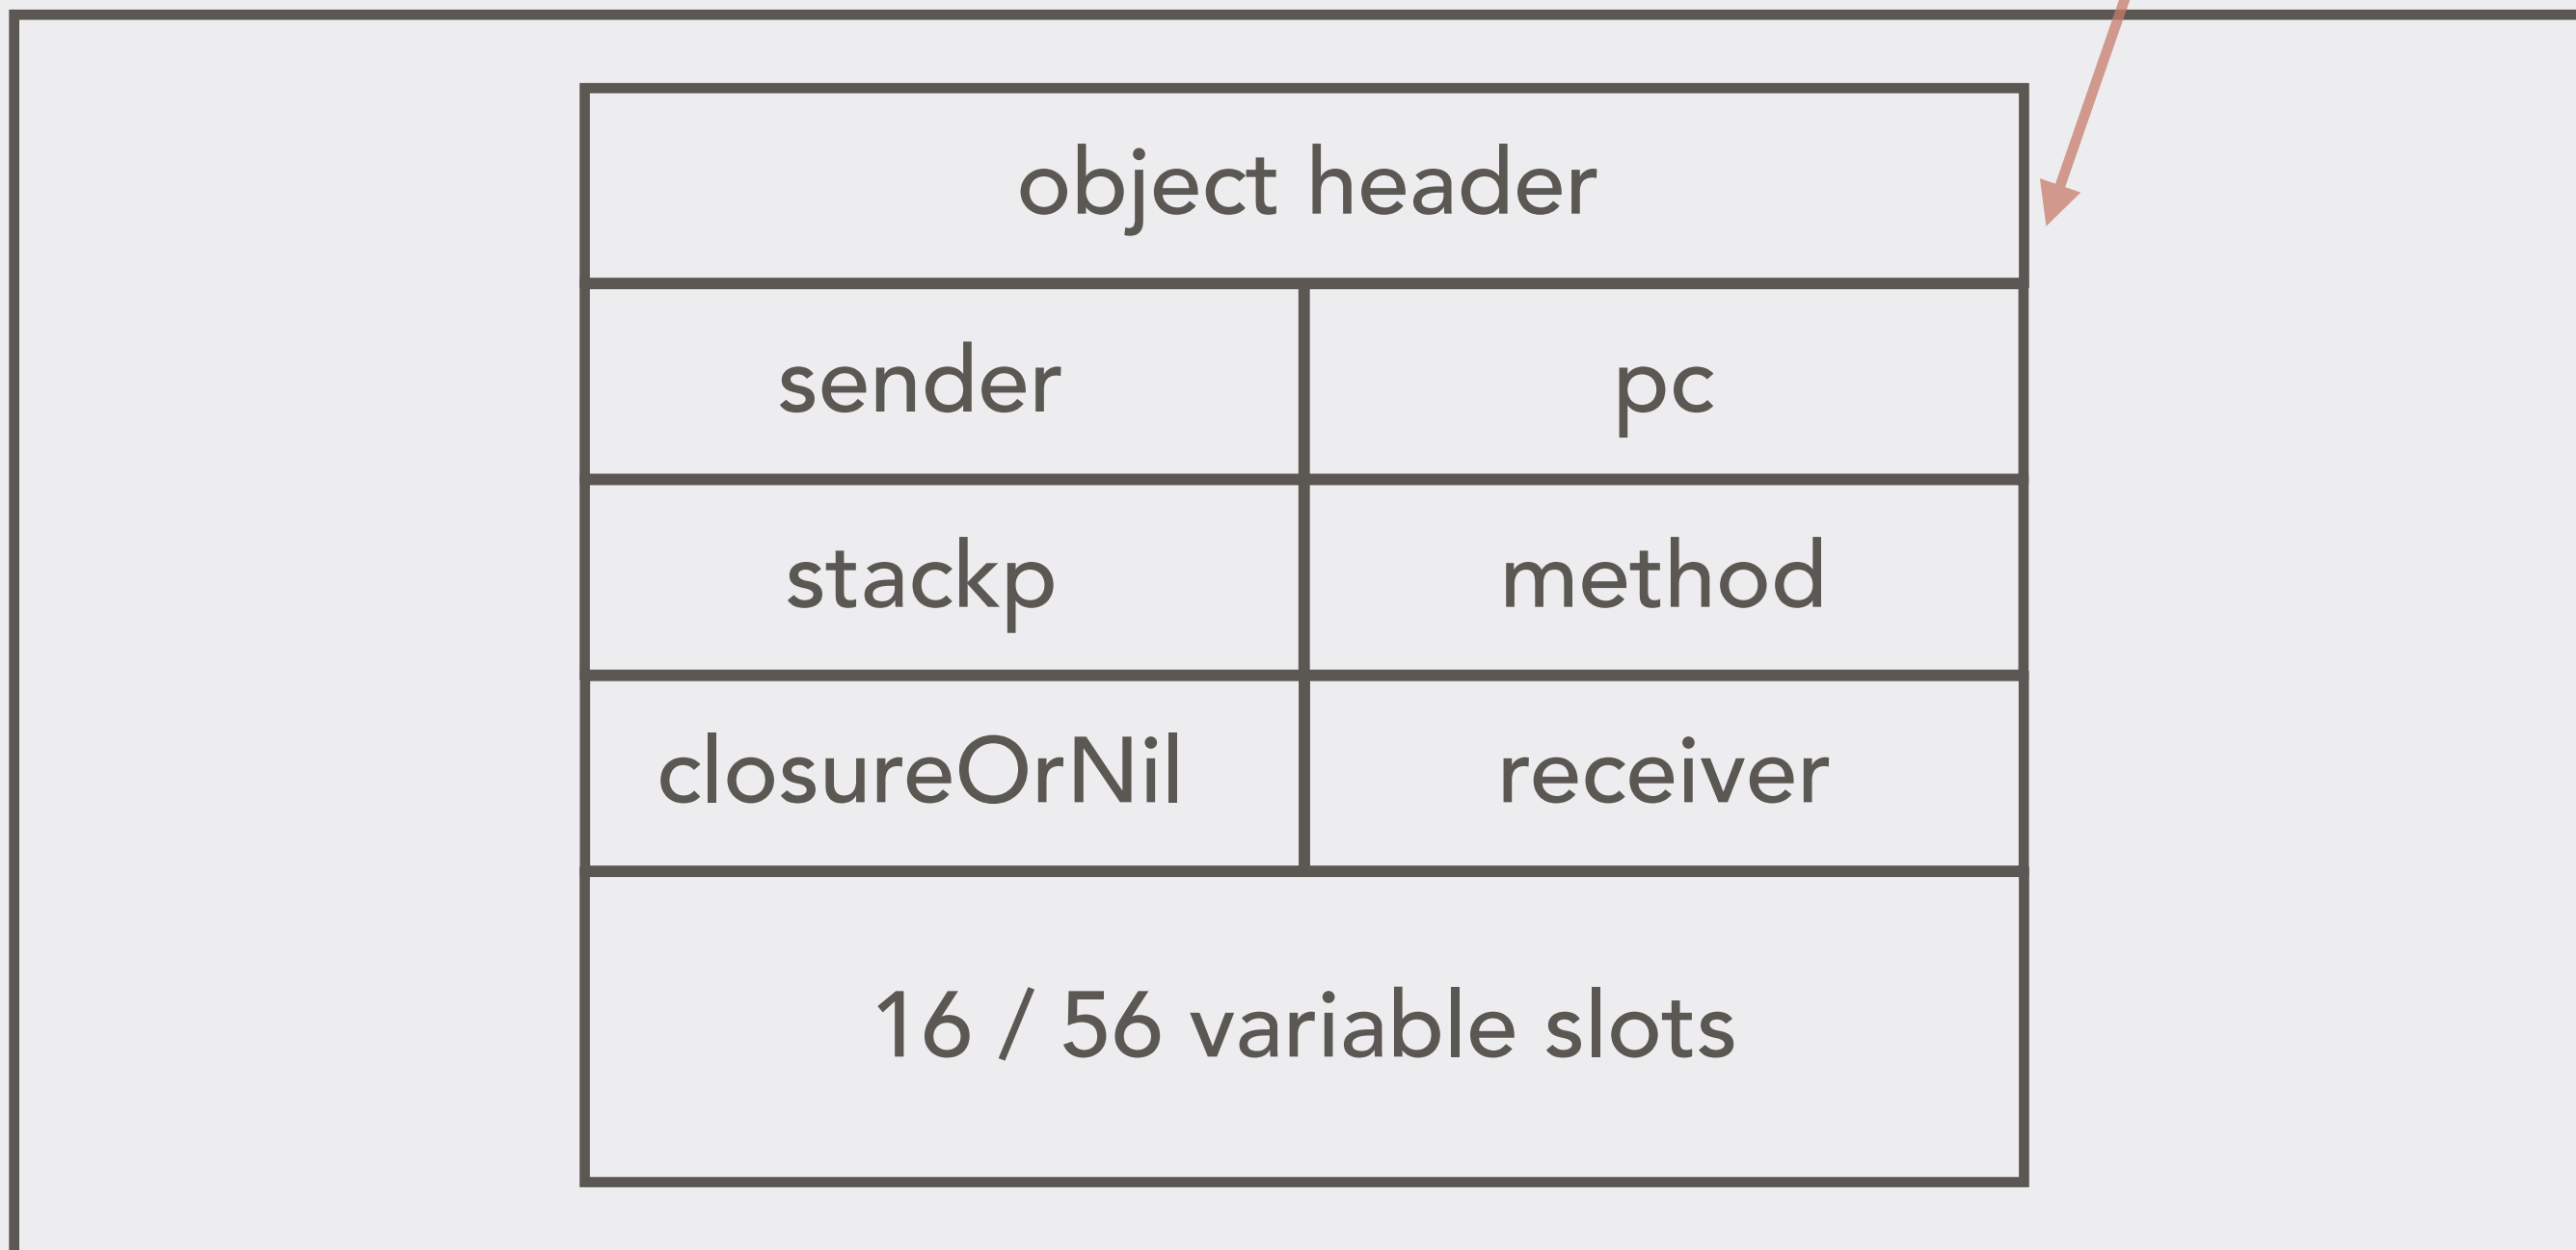 object header
sender pc
stackp method
closureOrNil receiver
16 / 56 variable slots